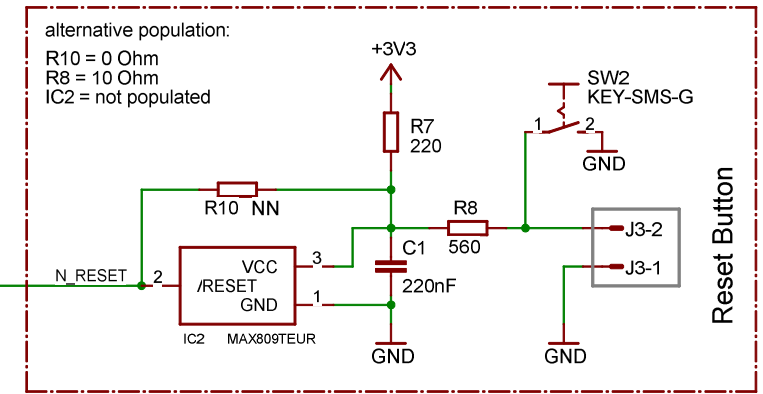 alternative population:
R10 = 0 Ohm
R8 = 10 Ohm
IC2 = not populated
+3V3
SW2
KEY-SMS-G
R7
220
1
2
GND
R10 NN
R8
560
J3-2
J3-1
C1
220nF
N_RESET
2
VCC
/RESET
GND
3
1
IC2 MAX809TEUR
GND
GND
Reset Button